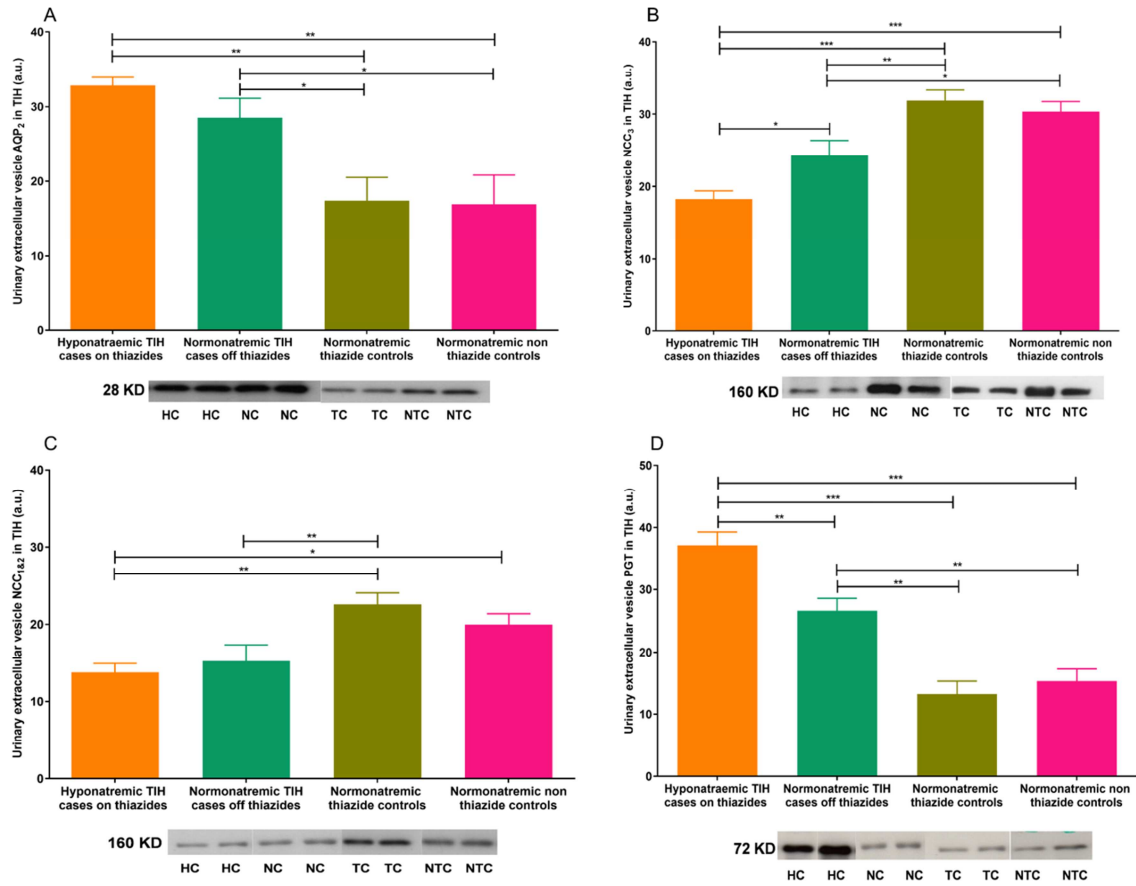 A
Urinary extracellular vesicle AQP2 in TIH (a.u.)
40
30
20
10
0
**
**
*
*
Hyponatraemic TIH
cases on thiazides
Normonatremic TIH
cases off thiazides
Normonatremic
thiazide controls
Normonatremic non
thiazide controls
28 KD
HC HC NC NC TC TC NTC NTC
B
Urinary extracellular vesicle NCC3 in TIH (a.u.)
40
30
20
10
0
***
***
**
*
*
Hyponatraemic TIH
cases on thiazides
Normonatremic TIH
cases off thiazides
Normonatremic
thiazide controls
Normonatremic non
thiazide controls
160 KD
HC HC NC NC TC TC NTC NTC
C
Urinary extracellular vesicle NCC1&2 in TIH (a.u.)
40
30
20
10
0
**
*
**
Hyponatraemic TIH
cases on thiazides
Normonatremic TIH
cases off thiazides
Normonatremic
thiazide controls
Normonatremic non
thiazide controls
160 KD
HC HC NC NC TC TC NTC NTC
D
Urinary extracellular vesicle PGT in TIH (a.u.)
50
40
30
20
10
0
***
***
**
**
**
Hyponatraemic TIH
cases on thiazides
Normonatremic TIH
cases off thiazides
Normonatremic
thiazide controls
Normonatremic non
thiazide controls
72 KD
HC HC NC NC TC TC NTC NTC